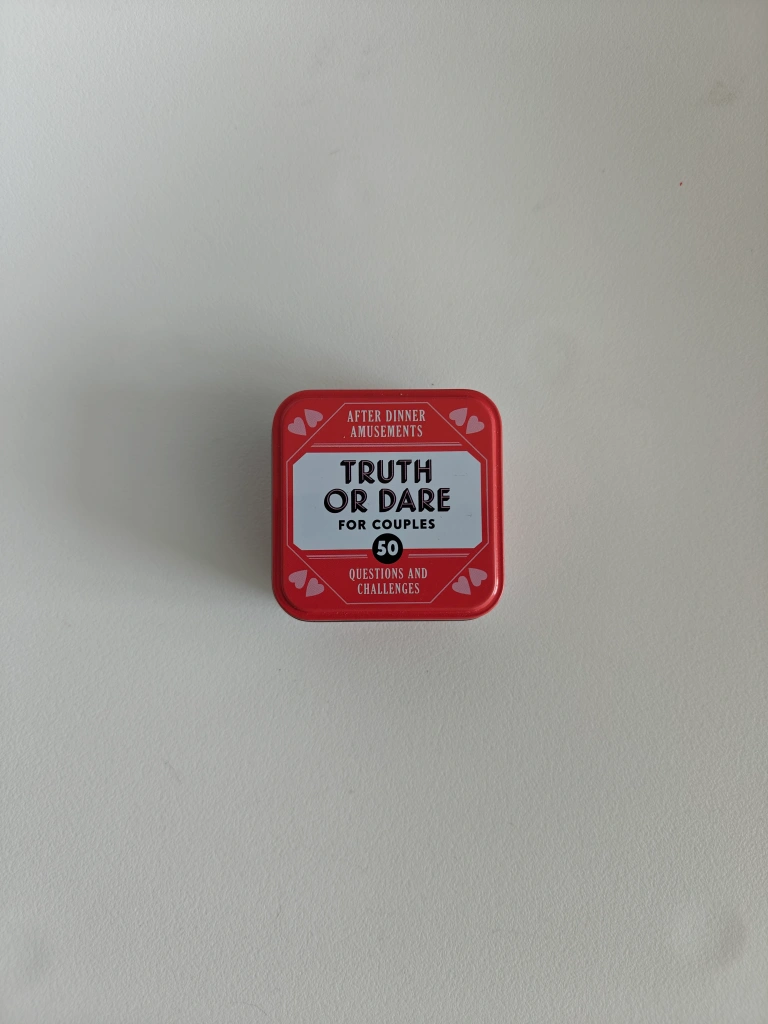 AFTER DINNER
AMUSEMENTS
TRUTH
OR DARE
FOR COUPLES
50
QUESTIONS AND
CHALLENGES